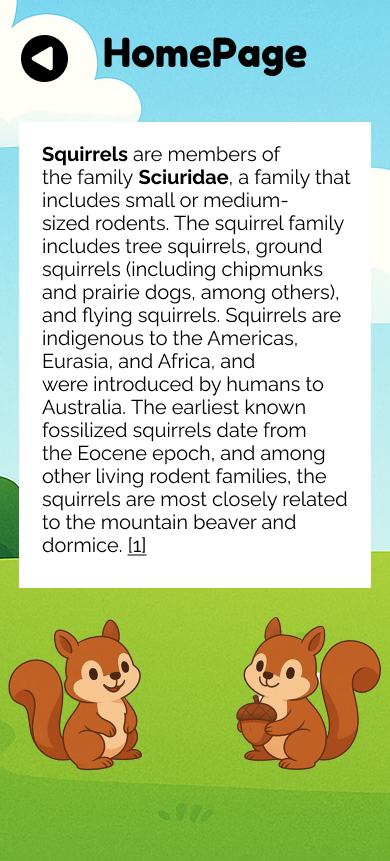 HomePage
Squirrels are members of
the family Sciuridae, a family that
includes small or medium-
sized rodents. The squirrel family
includes tree squirrels, ground
squirrels (including chipmunks
and prairie dogs, among others),
and flying squirrels. Squirrels are
indigenous to the Americas,
Eurasia, and Africa, and
were introduced by humans to
Australia. The earliest known
fossilized squirrels date from
the Eocene epoch, and among
other living rodent families, the
squirrels are most closely related
to the mountain beaver and
dormice. [1]